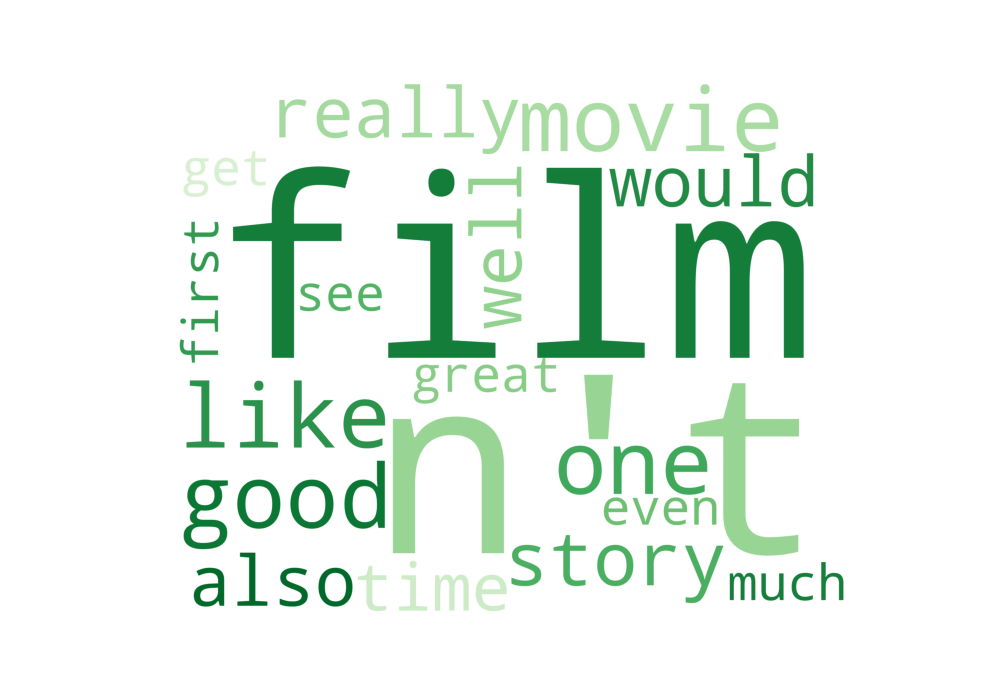 really
movie
get
would
film
well
first
see
great
like
n't
one
good
even
story
also
time
much